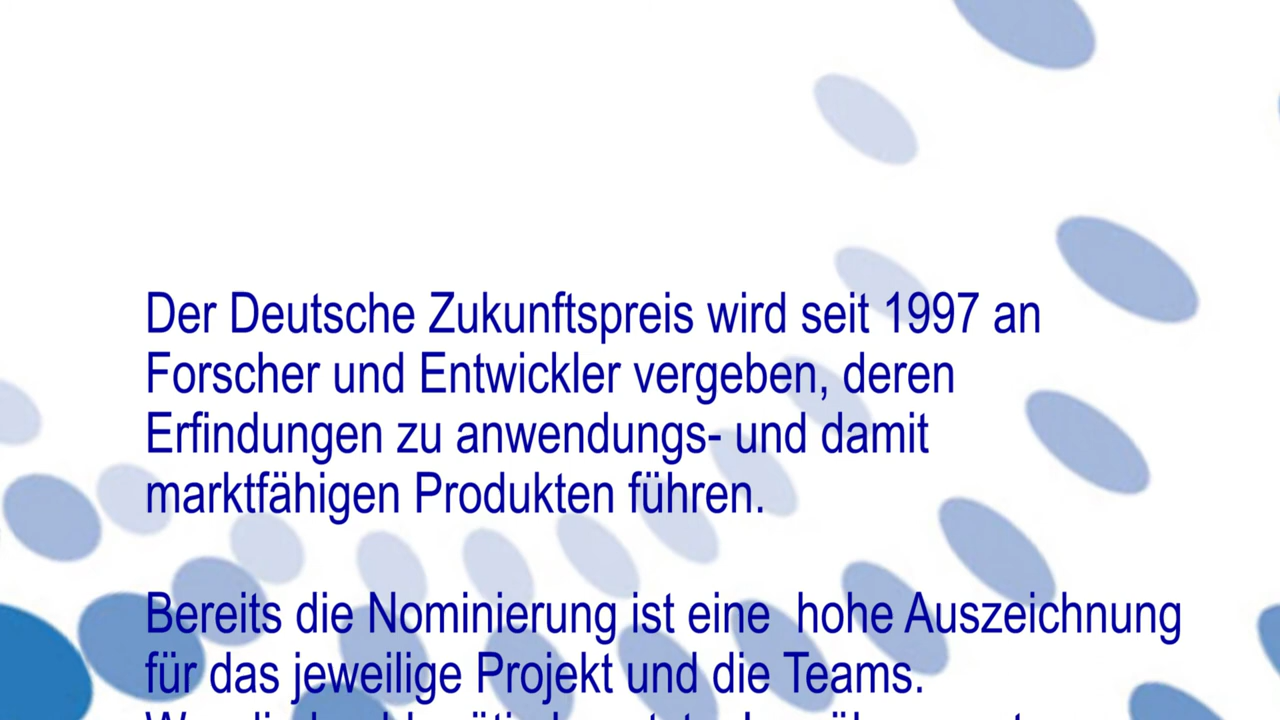 Der Deutsche Zukunftspreis wird seit 1997 an
Forscher und Entwickler vergeben, deren
Erfindungen zu anwendungs- und damit
marktfähigen Produkten führen.
Bereits die Nominierung ist eine  hohe Auszeichnung
für das jeweilige Projekt und die Teams.